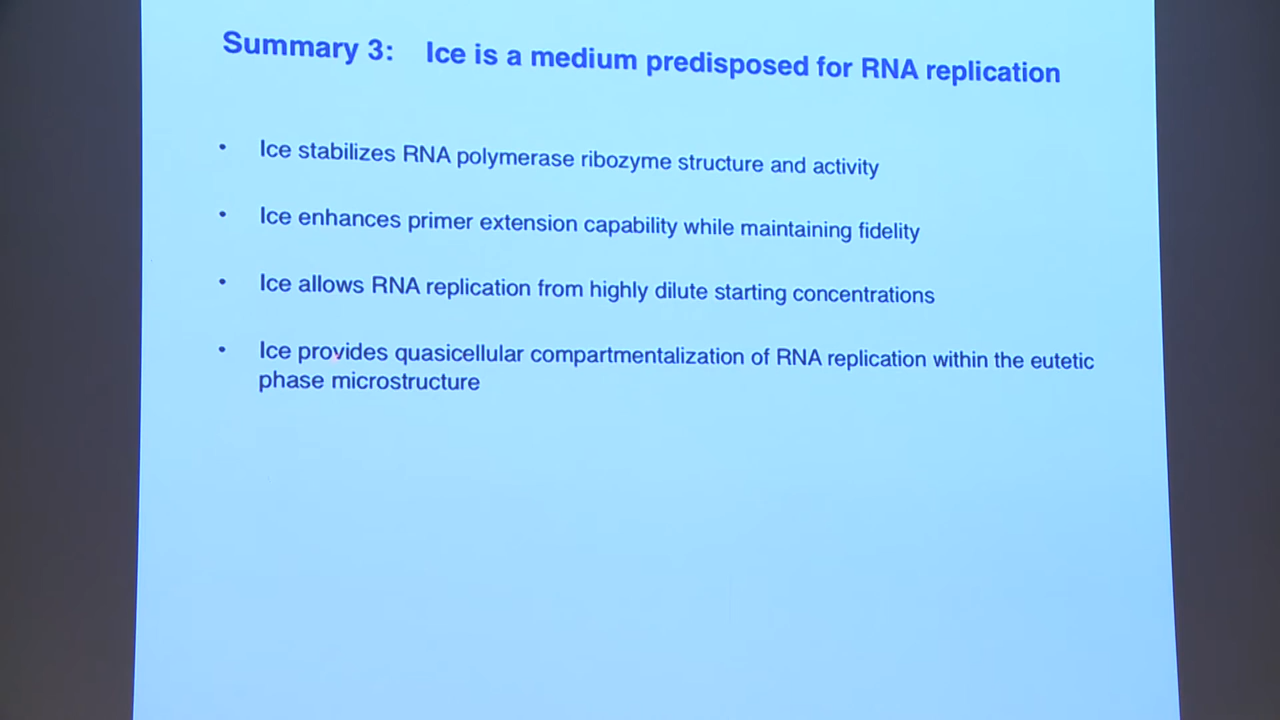 Summary 3: Ice is a medium predisposed for RNA replication
• Ice stabilizes RNA polymerase ribozyme structure and activity
• Ice enhances primer extension capability while maintaining fidelity
• Ice allows RNA replication from highly dilute starting concentrations
• Ice provides quasicellular compartmentalization of RNA replication within the eutetic
phase microstructure